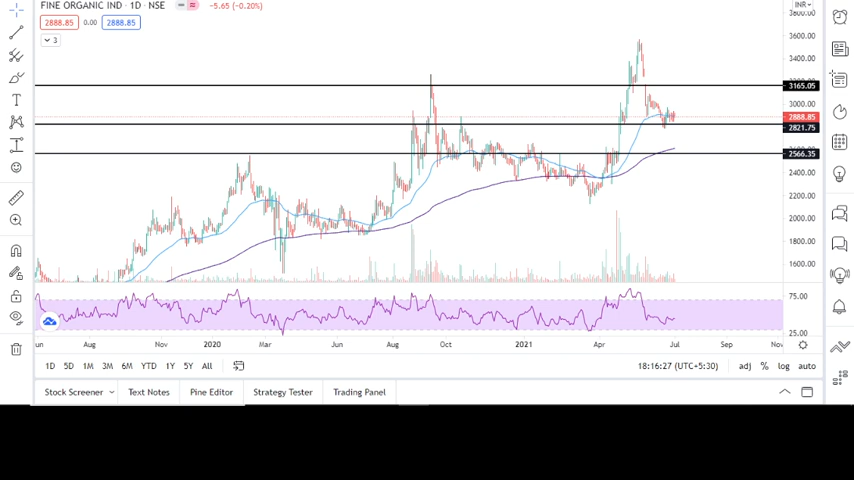 FINE ORGANIC IND · 1D · NSE
-5.65 (-0.20%)
INR
2888.85
0.00
2888.85
3
3800.00
3600.00
3400.00
3165.05
3000.00
2888.85
2821.75
2566.35
2400.00
2200.00
2000.00
1800.00
1600.00
75.00
25.00
un
Aug
Nov
2020
Mar
Jun
Aug
Oct
2021
Apr
Jul
Sep
Nov
1D 5D 1M 3M 6M YTD 1Y 5Y All
18:16:27 (UTC+5:30)
adj % log auto
Stock Screener
Text Notes
Pine Editor
Strategy Tester
Trading Panel